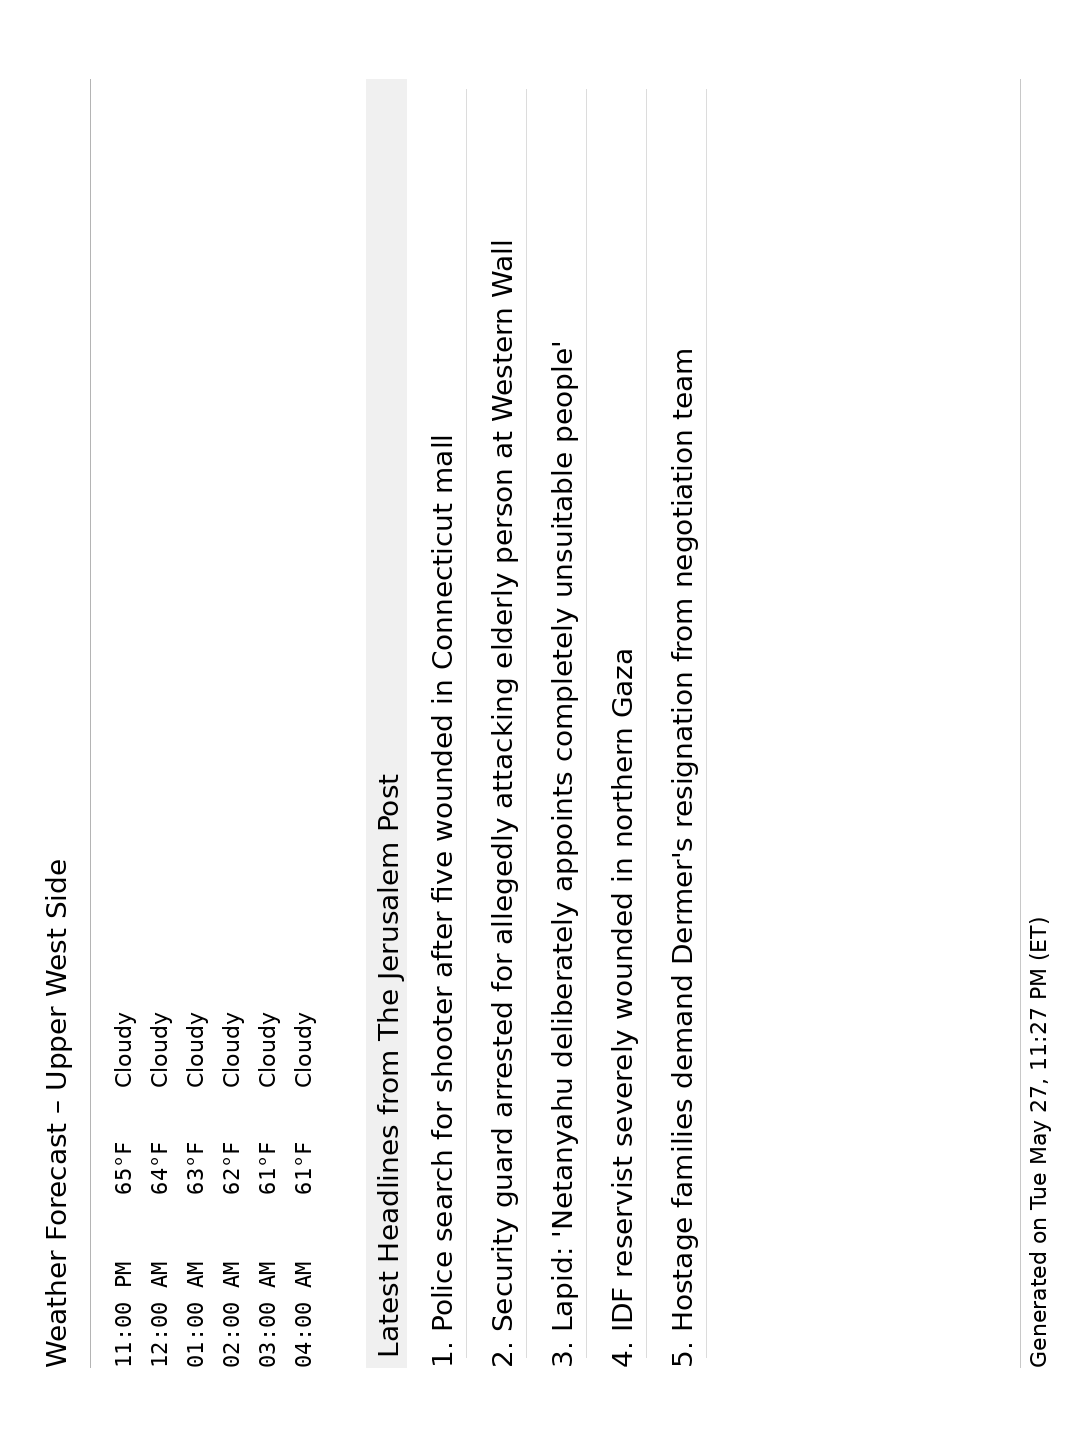 Weather Forecast – Upper West Side
11:00 PM 65°F Cloudy
12:00 AM 64°F Cloudy
01:00 AM 63°F Cloudy
02:00 AM 62°F Cloudy
03:00 AM 61°F Cloudy
04:00 AM 61°F Cloudy
Latest Headlines from The Jerusalem Post
1. Police search for shooter after five wounded in Connecticut mall
2. Security guard arrested for allegedly attacking elderly person at Western Wall
3. Lapid: 'Netanyahu deliberately appoints completely unsuitable people'
4. IDF reservist severely wounded in northern Gaza
5. Hostage families demand Dermer's resignation from negotiation team
Generated on Tue May 27, 11:27 PM (ET)